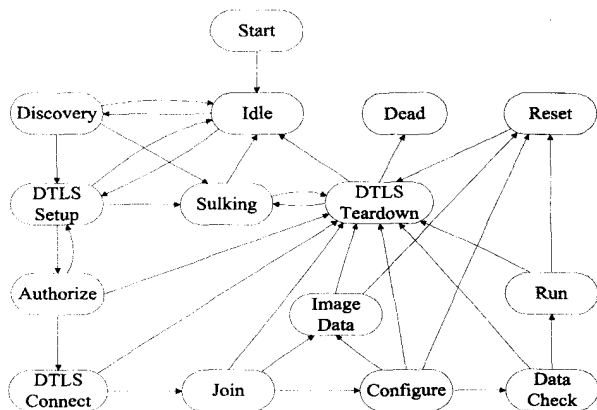 Start
Discovery
Idle
Dead
Reset
DTLS
Setup
Sulking
DTLS
Teardown
Authorize
Image
Data
Run
DTLS
Connect
Join
Configure
Data
Check